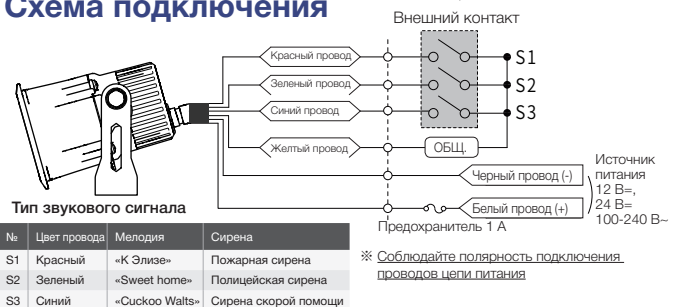 Схема подключения
Внешний контакт
Красный провод
S1
Зеленый провод
S2
Синий провод
S3
Желтый провод
ОБЩ.
Черный провод (-)
Белый провод (+)
Источник
питания
12 В=,
24 В=
100-240 В~
Предохранитель 1 А
Тип звукового сигнала
№ Цвет провода Мелодия Сирена
S1 Красный «К Элизе» Пожарная сирена
S2 Зеленый «Sweet home» Полицейская сирена
S3 Синий «Cuckoo Walts» Сирена скорой помощи
※ Соблюдайте полярность подключения
проводов цепи питания